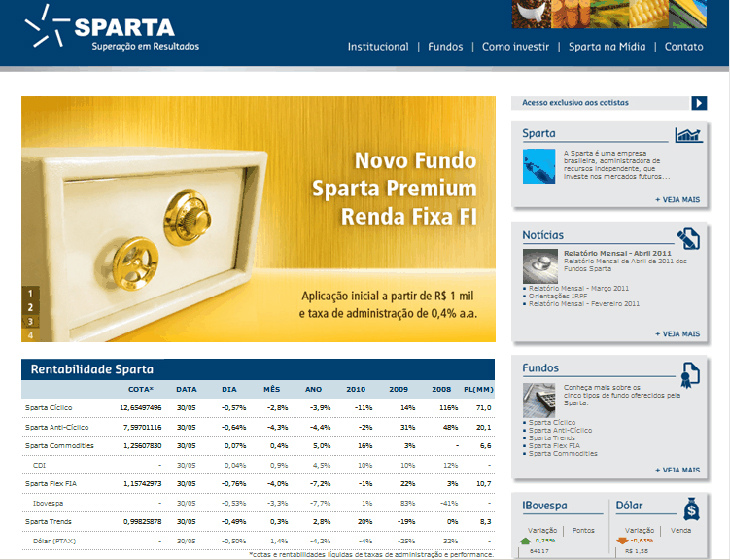 SPARTA
Superação em Resultados
Institucional | Fundos | Como investir | Sparta na Mídia | Contato
Acesso exclusivo aos cotistas
Novo Fundo
Sparta Premium
Renda Fixa FI
Aplicação inicial a partir de R$ 1 mil
e taxa de administração de 0,4% a.a.
1
2
3
4
Sparta
A Sparta é uma empresa
brasileira, administradora de
recursos independente, que
investe nos mercados futuros...
+ VEJA MAIS
Notícias
Relatório Mensal - Abril 2011
Relatório Mensal de Abril de 2011 dos
Fundos Sparta
Relatório Mensal - Março 2011
Orientações IRPF
Relatório Mensal - Fevereiro 2011
+ VEJA MAIS
Rentabilidade Sparta
COTA* DATA DIA MÊS ANO 2010 2009 2008 PL(MM)
Sparta Cíclico 12,65497496 30/05 -0,57% -2,8% -3,9% -11% 14% 116% 71,0
Sparta Anti-Cíclico 7,59701116 30/05 -0,64% -4,3% -4,4% -2% 31% 48% 20,1
Sparta Commodities 1,25607830 30/05 0,07% 0,4% 5,0% 16% 3% - 6,6
CDI - 30/05 0,04% 0,9% 4,5% 10% 10% 12% -
Sparta Flex FIA 1,15742973 30/05 -0,76% -4,0% -7,2% -1% 22% 3% 10,7
Ibovespa - 30/05 -0,53% -3,3% -7,7% 1% 83% -41% -
Sparta Trends 0,99825878 30/05 -0,49% 0,3% 2,8% 20% -19% 0% 8,3
Dólar (PTAX) - 30/05 -0,50% 1,4% -4,3% -4% -25% 32% -
*cotas e rentabilidades líquidas de taxas de administração e performance.
Fundos
Conheça mais sobre os
cinco tipos de fundo oferecidos pela
Sparta.
Sparta Cíclico
Sparta Anti-Cíclico
Sparta Trends
Sparta Flex FIA
Sparta Commodities
+ VEJA MAIS
IBovespa
Variação | Pontos
64117
Dólar
Variação | Venda
R$ 1,58